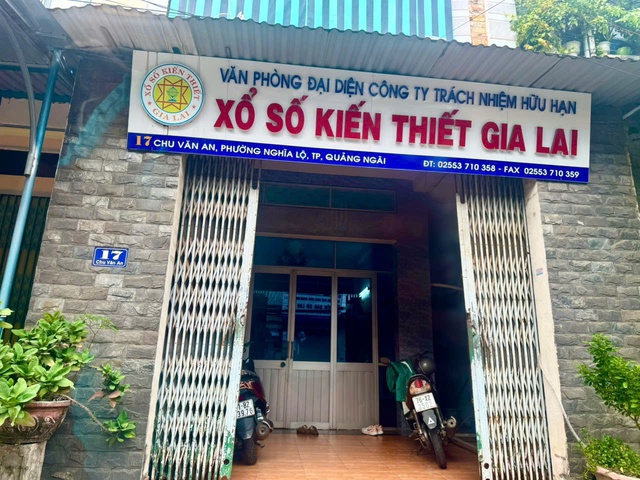 XỔ SỐ KIẾN THIẾT
GIA LAI
VĂN PHÒNG ĐẠI DIỆN CÔNG TY TRÁCH NHIỆM HỮU HẠN
XỔ SỐ KIẾN THIẾT GIA LAI
17 CHU VĂN AN, PHƯỜNG NGHĨA LỘ, TP, QUẢNG NGÃI
ĐT: 02553 710 358 - FAX 02553 710 359
17
Chu Văn An